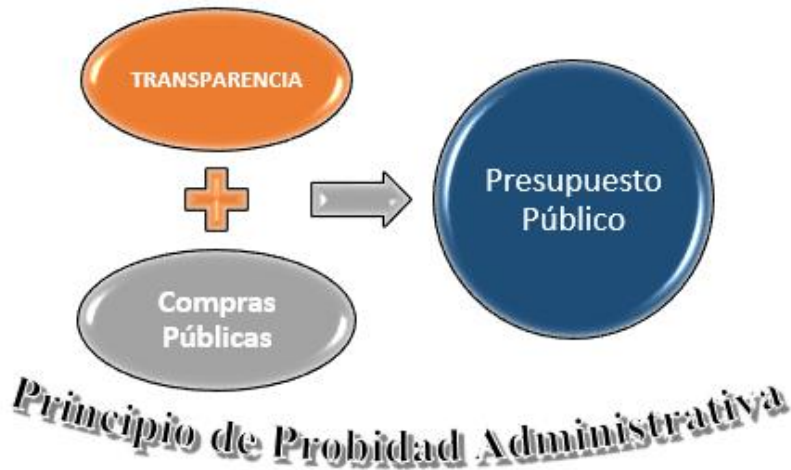 TRANSPARENCIA
Compras
Públicas
Presupuesto
Público
Principio de Probidad Administrativa